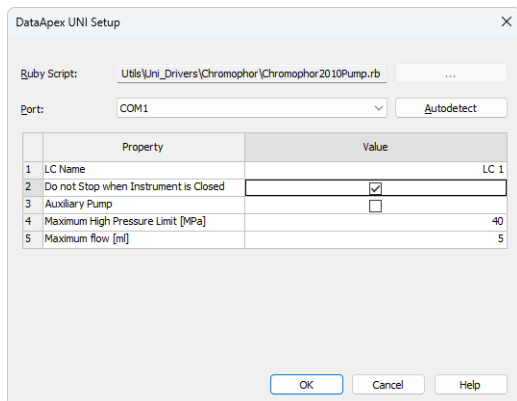 DataApex UNI Setup
Ruby Script: Utils\Uni_Drivers\Chromophor\Chromophor2010Pump.rb ...
Port: COM1 Autodetect
Property Value
1 LC Name LC 1
2 Do not Stop when Instrument is Closed
3 Auxiliary Pump
4 Maximum High Pressure Limit [MPa] 40
5 Maximum flow [ml] 5
OK Cancel Help